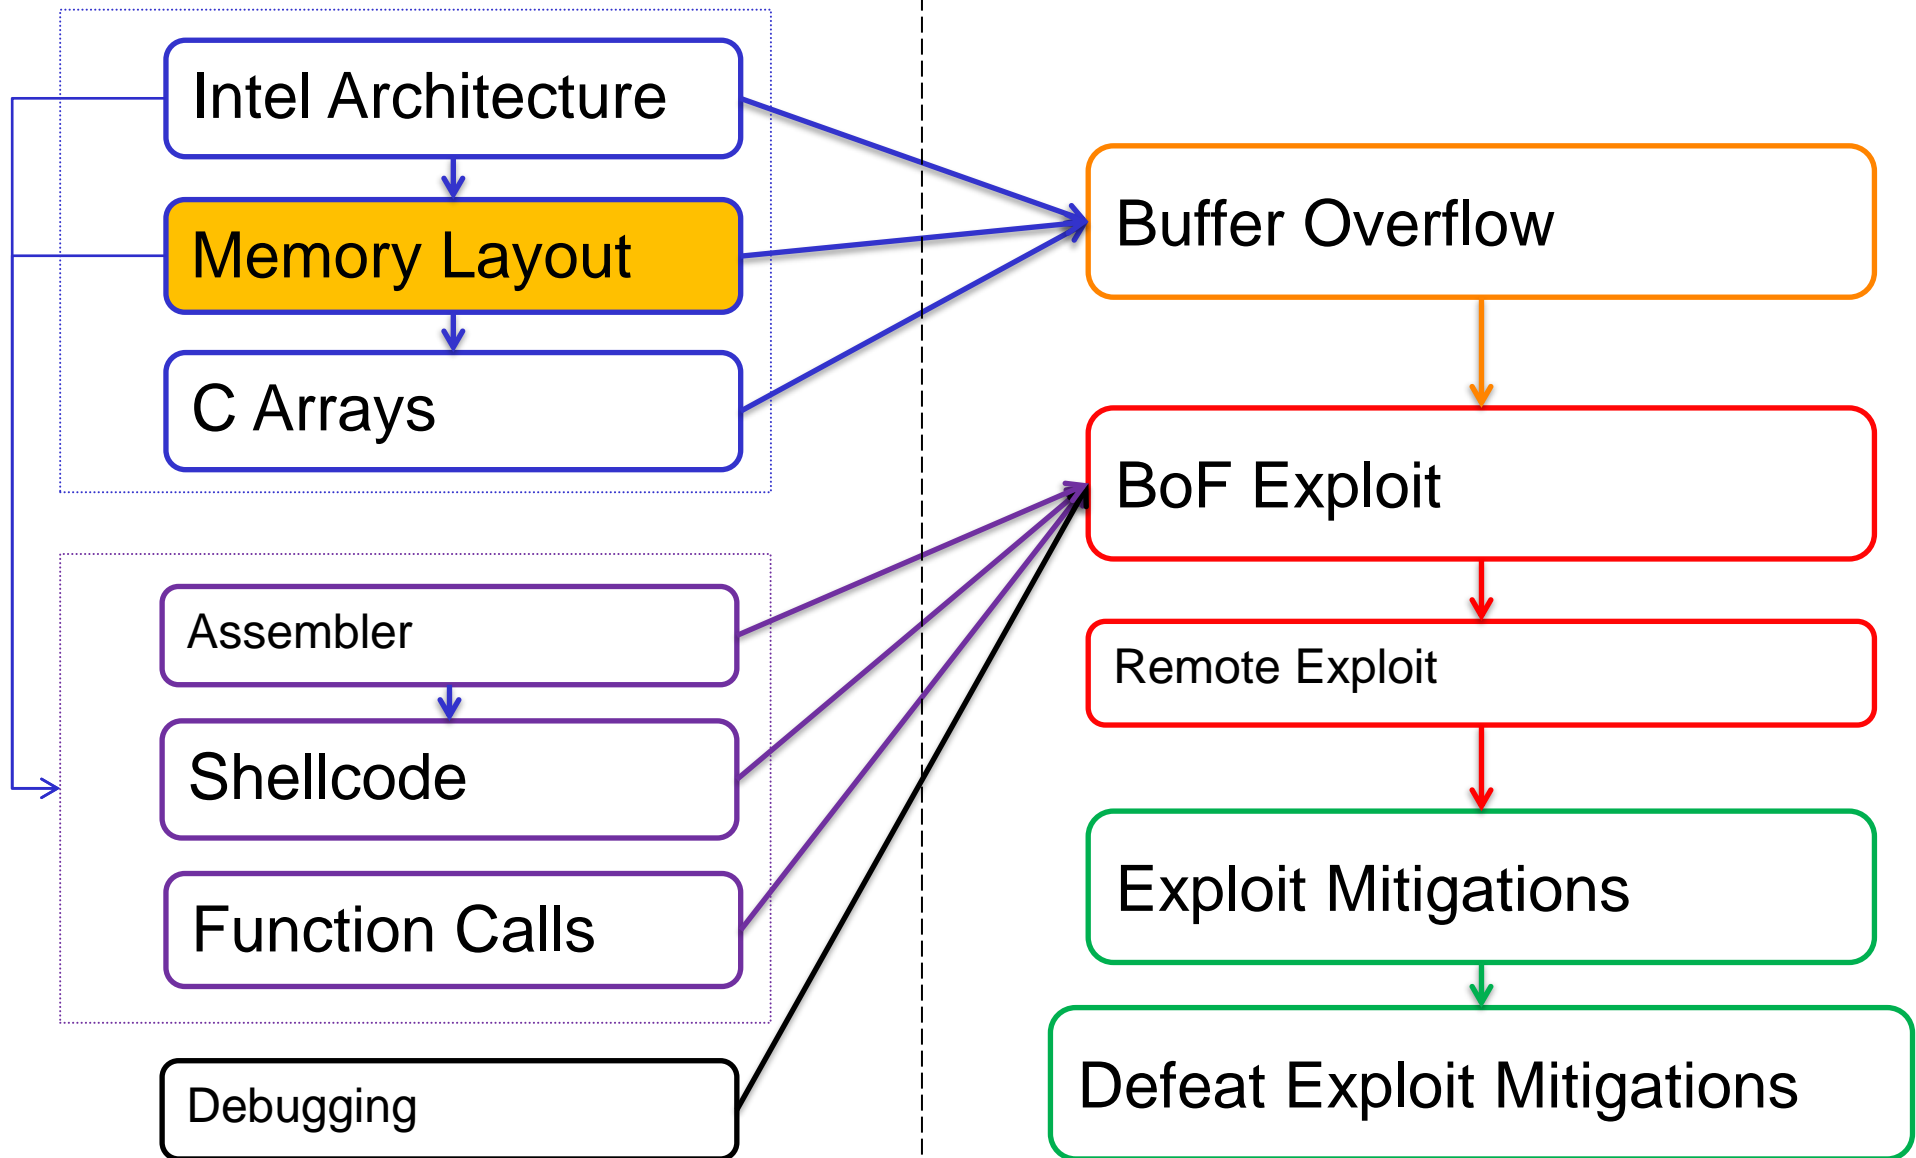 Intel Architecture
Memory Layout
C Arrays
Assembler
Shellcode
Function Calls
Debugging
Buffer Overflow
BoF Exploit
Remote Exploit
Exploit Mitigations
Defeat Exploit Mitigations